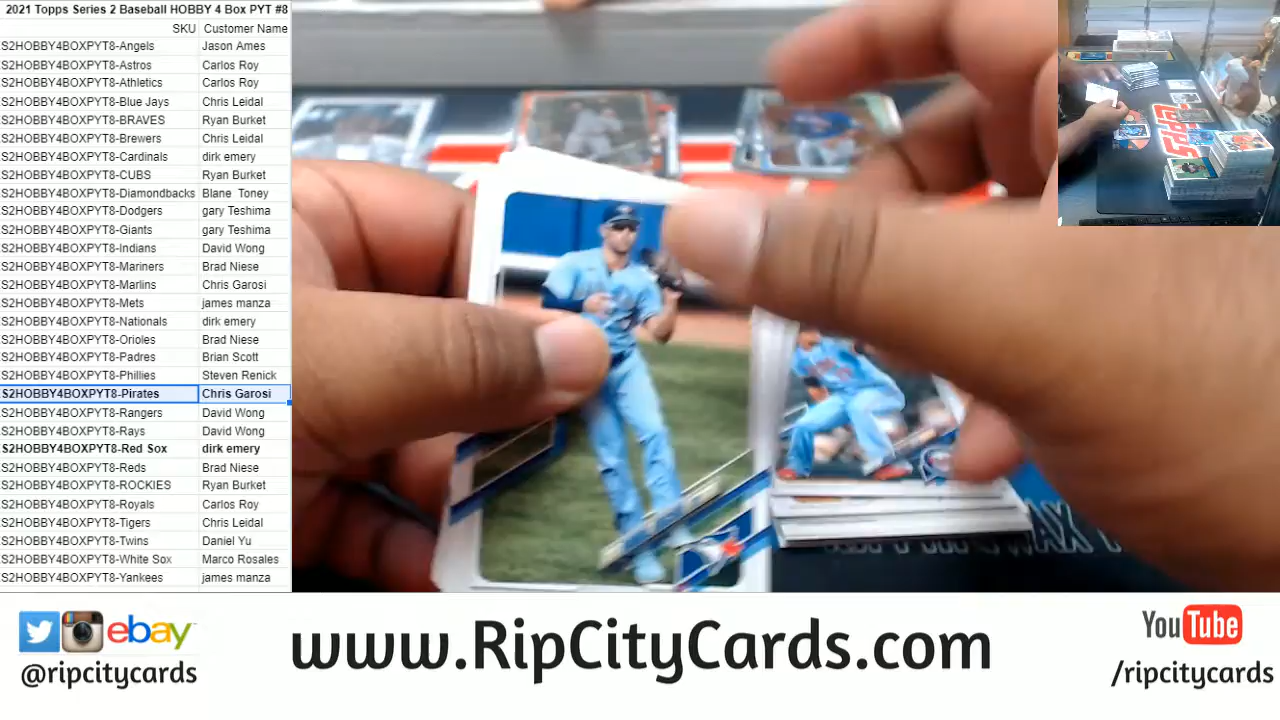 2021 Topps Series 2 Baseball HOBBY 4 Box PYT #8
SKU Customer Name
S2HOBBY4BOXPYT8-Angels Jason Ames
S2HOBBY4BOXPYT8-Astros Carlos Roy
S2HOBBY4BOXPYT8-Athletics Carlos Roy
S2HOBBY4BOXPYT8-Blue Jays Chris Leidal
S2HOBBY4BOXPYT8-BRAVES Ryan Burket
S2HOBBY4BOXPYT8-Brewers Chris Leidal
S2HOBBY4BOXPYT8-Cardinals dirk emery
S2HOBBY4BOXPYT8-CUBS Ryan Burket
S2HOBBY4BOXPYT8-Diamondbacks Blane Toney
S2HOBBY4BOXPYT8-Dodgers gary Teshima
S2HOBBY4BOXPYT8-Giants gary Teshima
S2HOBBY4BOXPYT8-Indians David Wong
S2HOBBY4BOXPYT8-Mariners Brad Niese
S2HOBBY4BOXPYT8-Marlins Chris Garosi
S2HOBBY4BOXPYT8-Mets james manza
S2HOBBY4BOXPYT8-Nationals dirk emery
S2HOBBY4BOXPYT8-Orioles Brad Niese
S2HOBBY4BOXPYT8-Padres Brian Scott
S2HOBBY4BOXPYT8-Phillies Steven Renick
S2HOBBY4BOXPYT8-Pirates Chris Garosi
S2HOBBY4BOXPYT8-Rangers David Wong
S2HOBBY4BOXPYT8-Rays David Wong
S2HOBBY4BOXPYT8-Red Sox dirk emery
S2HOBBY4BOXPYT8-Reds Brad Niese
S2HOBBY4BOXPYT8-ROCKIES Ryan Burket
S2HOBBY4BOXPYT8-Royals Carlos Roy
S2HOBBY4BOXPYT8-Tigers Chris Leidal
S2HOBBY4BOXPYT8-Twins Daniel Yu
S2HOBBY4BOXPYT8-White Sox Marco Rosales
S2HOBBY4BOXPYT8-Yankees james manza
TOPPS
WAX
ebay
@ripcitycards
www.RipCityCards.com
YouTube
/ripcitycards